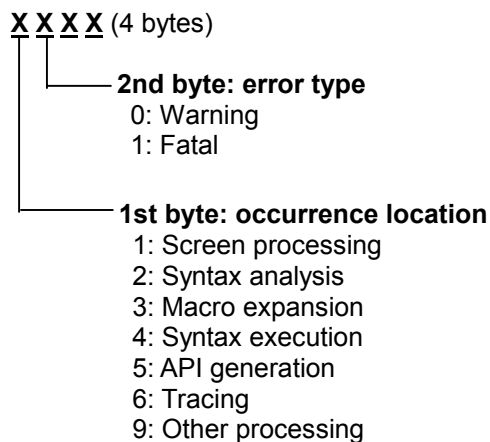 X X X X (4 bytes)
2nd byte: error type
0: Warning
1: Fatal
1st byte: occurrence location
1: Screen processing
2: Syntax analysis
3: Macro expansion
4: Syntax execution
5: API generation
6: Tracing
9: Other processing